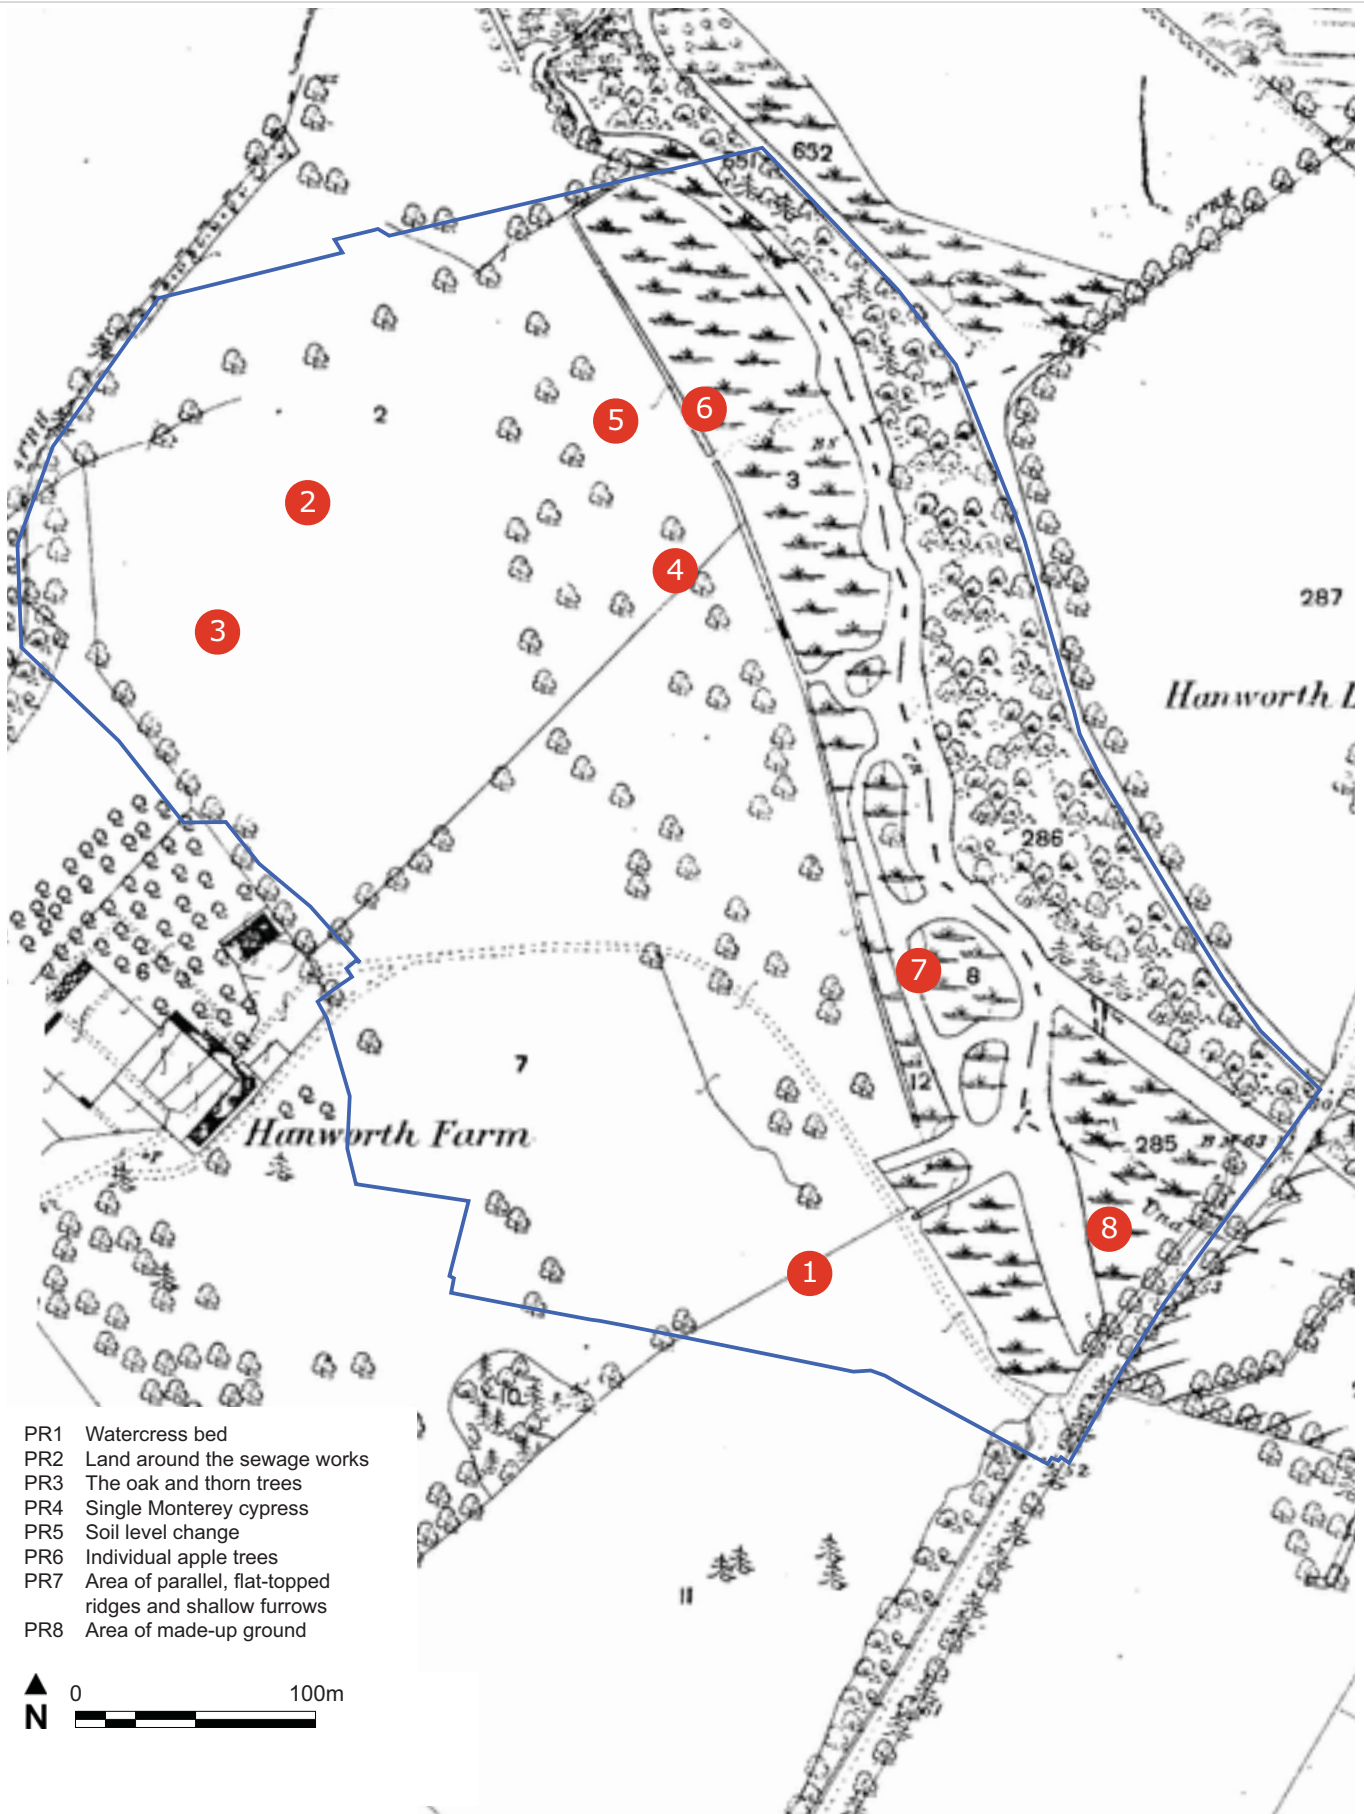 651
652
2
5
6
3
2
4
3
287
Hanworth
286
6
7
8
7
12
Hanworth Farm
285
B M 63
8
1
10
11
PR1 Watercress bed
PR2 Land around the sewage works
PR3 The oak and thorn trees
PR4 Single Monterey cypress
PR5 Soil level change
PR6 Individual apple trees
PR7 Area of parallel, flat-topped
ridges and shallow furrows
PR8 Area of made-up ground
N
0 100m